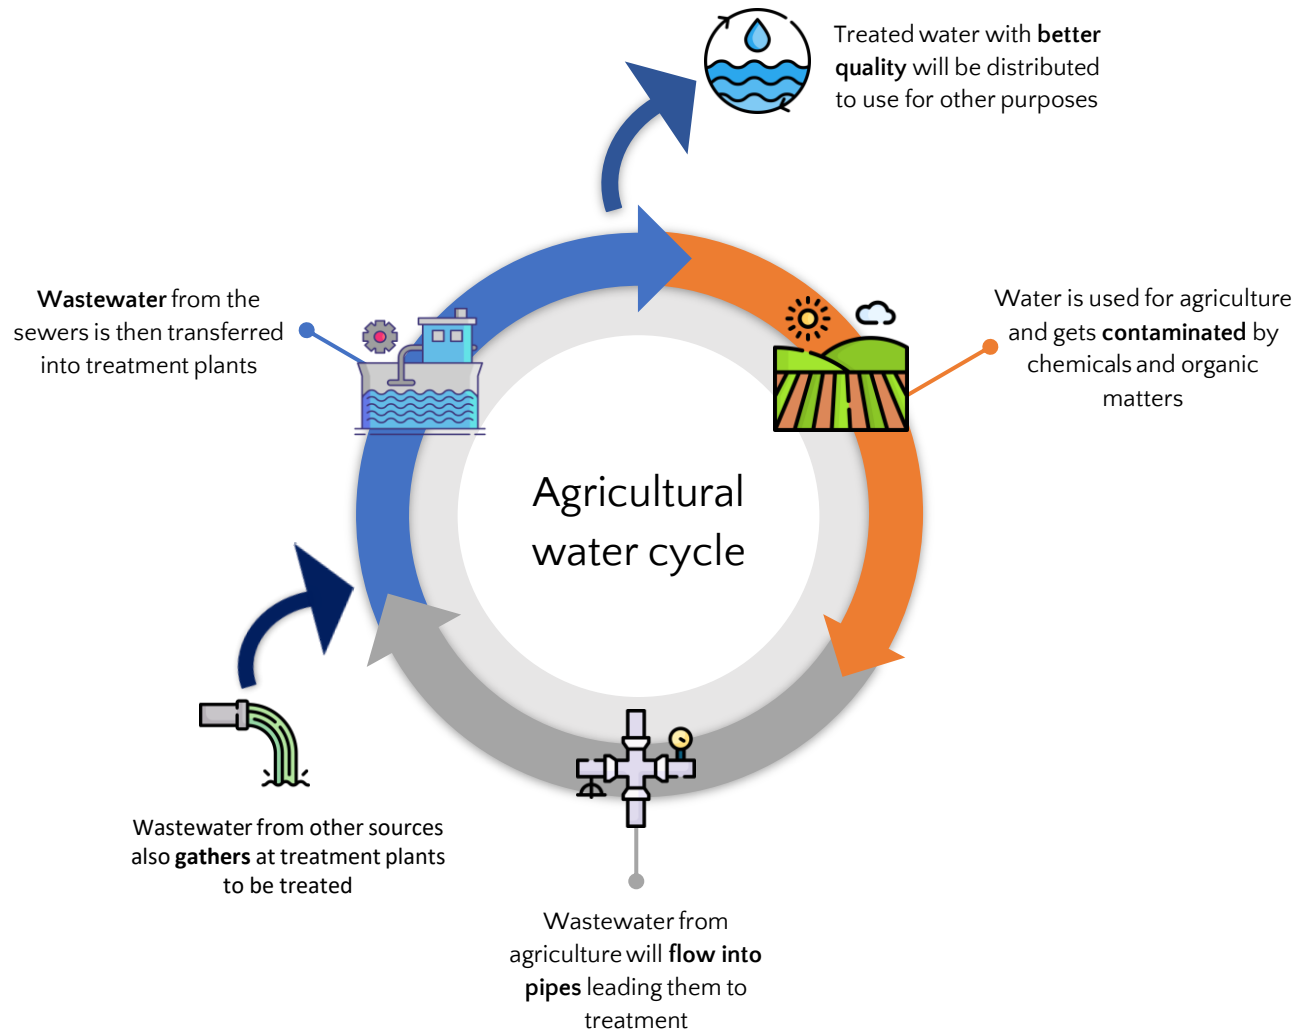 Treated water with better
quality will be distributed
to use for other purposes
Wastewater from the
sewers is then transferred
into treatment plants
Water is used for agriculture
and gets contaminated by
chemicals and organic
matters
Agricultural
water cycle
Wastewater from other sources
also gathers at treatment plants
to be treated
Wastewater from
agriculture will flow into
pipes leading them to
treatment